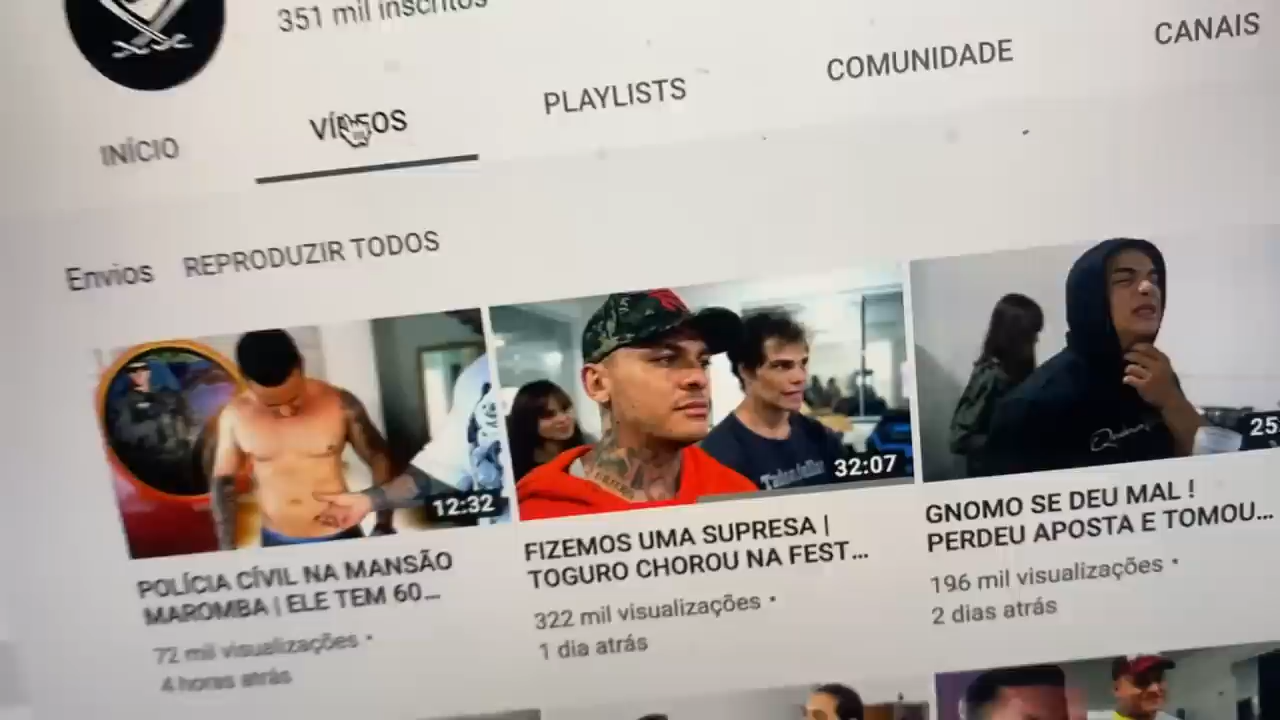 351 mil inscritos
INÍCIO
VÍDEOS
PLAYLISTS
COMUNIDADE
CANAIS
Envios
REPRODUZIR TODOS
12:32
32:07
25
POLÍCIA CÍVIL NA MANSÃO
MAROMBA | ELE TEM 60...
72 mil visualizações •
4 horas atrás
FIZEMOS UMA SUPRESA |
TOGURO CHOROU NA FEST...
322 mil visualizações •
1 dia atrás
GNOMO SE DEU MAL !
PERDEU APOSTA E TOMOU...
196 mil visualizações •
2 dias atrás